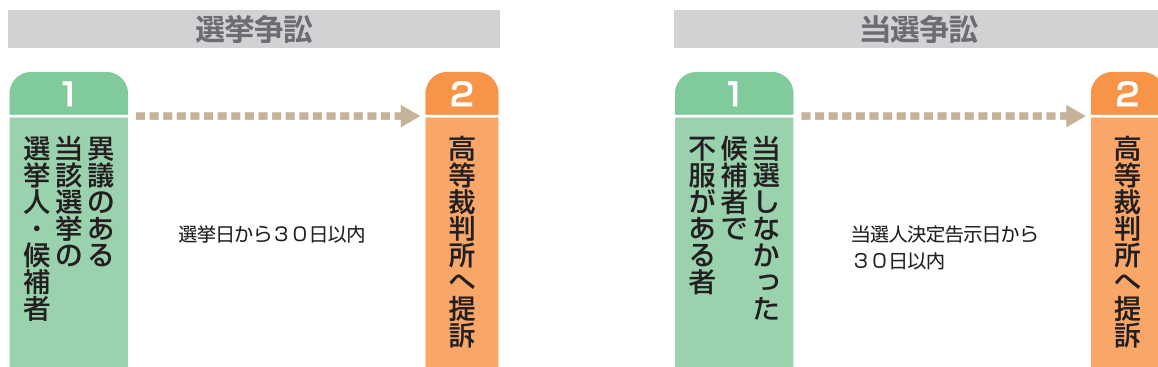 選挙争訟
1
異議のある
当該選挙の
選挙人・候補者
選挙日から30日以内
2
高等裁判所へ提訴
当選争訟
1
当選しなかった
候補者で
不服がある者
当選人決定告示日から
30日以内
2
高等裁判所へ提訴